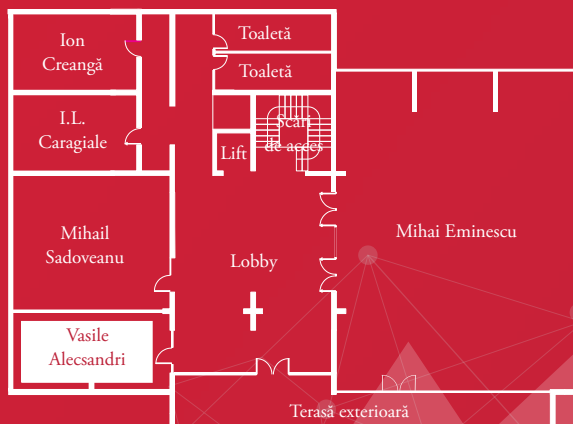 Ion
Creangă
Toaletă
Toaletă
I.L.
Caragiale
Scări
de acces
Lift
Mihail
Sadoveanu
Lobby
Mihai Eminescu
Vasile
Alecsandri
Terasă exterioară